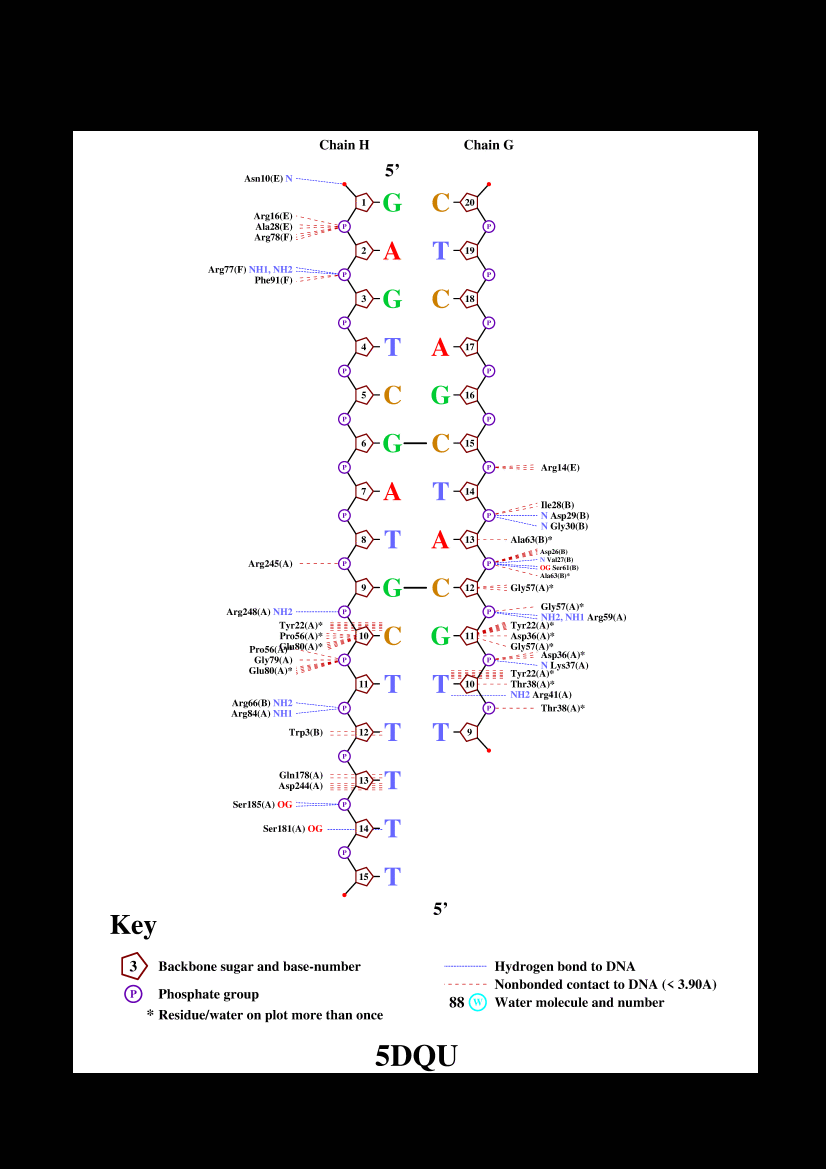 Chain H Chain G
5’
Asn10(E) N
1 G C 20
Arg16(E)
Ala28(E)
P P
Arg78(F)
2 A T 19
Arg77(F) NH1, NH2
P P
Phe91(F)
3 G C 18
P P
4 T A 17
P P
5 C G 16
P P
6 G C 15
P P Arg14(E)
7 A T 14
Ile28(B)
P P N Asp29(B)
N Gly30(B)
8 T A 13 Ala63(B)*
Asp26(B)
N Val27(B)
Arg245(A) P P
OG Ser61(B)
Ala63(B)*
9 G C 12 Gly57(A)*
Gly57(A)*
Arg248(A) NH2 P P
NH2, NH1 Arg59(A)
Tyr22(A)* Tyr22(A)*
Pro56(A)* 10 C G 11 Asp36(A)*
Glu80(A)* Gly57(A)*
Pro56(A)* Asp36(A)*
Gly79(A) P P
N Lys37(A)
Glu80(A)* Tyr22(A)*
11 T T 10 Thr38(A)*
NH2 Arg41(A)
Arg66(B) NH2
P P Thr38(A)*
Arg84(A) NH1
Trp3(B) 12 T T 9
P
Gln178(A)
13 T
Asp244(A)
Ser185(A) OG P
Ser181(A) OG 14 T
P
15 T
5’
Key
3 Backbone sugar and base-number
P Phosphate group
* Residue/water on plot more than once
Hydrogen bond to DNA
Nonbonded contact to DNA (< 3.90A)
88 W Water molecule and number
5DQU